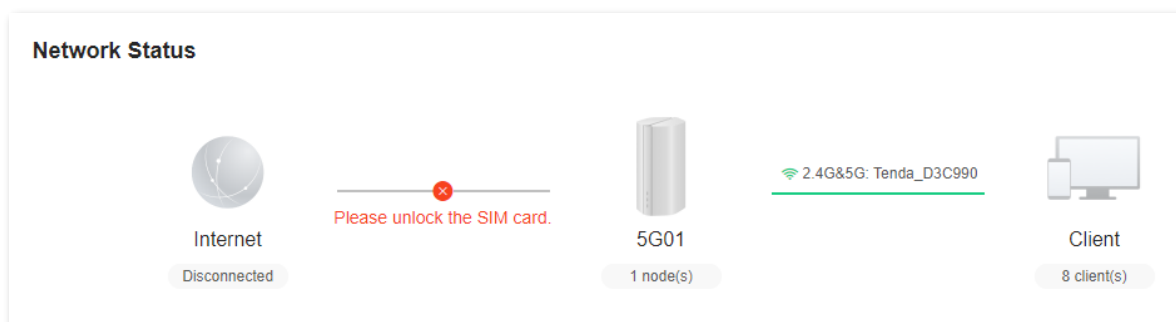 Network Status
2.4G&5G: Tenda_D3C990
Please unlock the SIM card.
Internet
5G01
Client
Disconnected
1 node(s)
8 client(s)